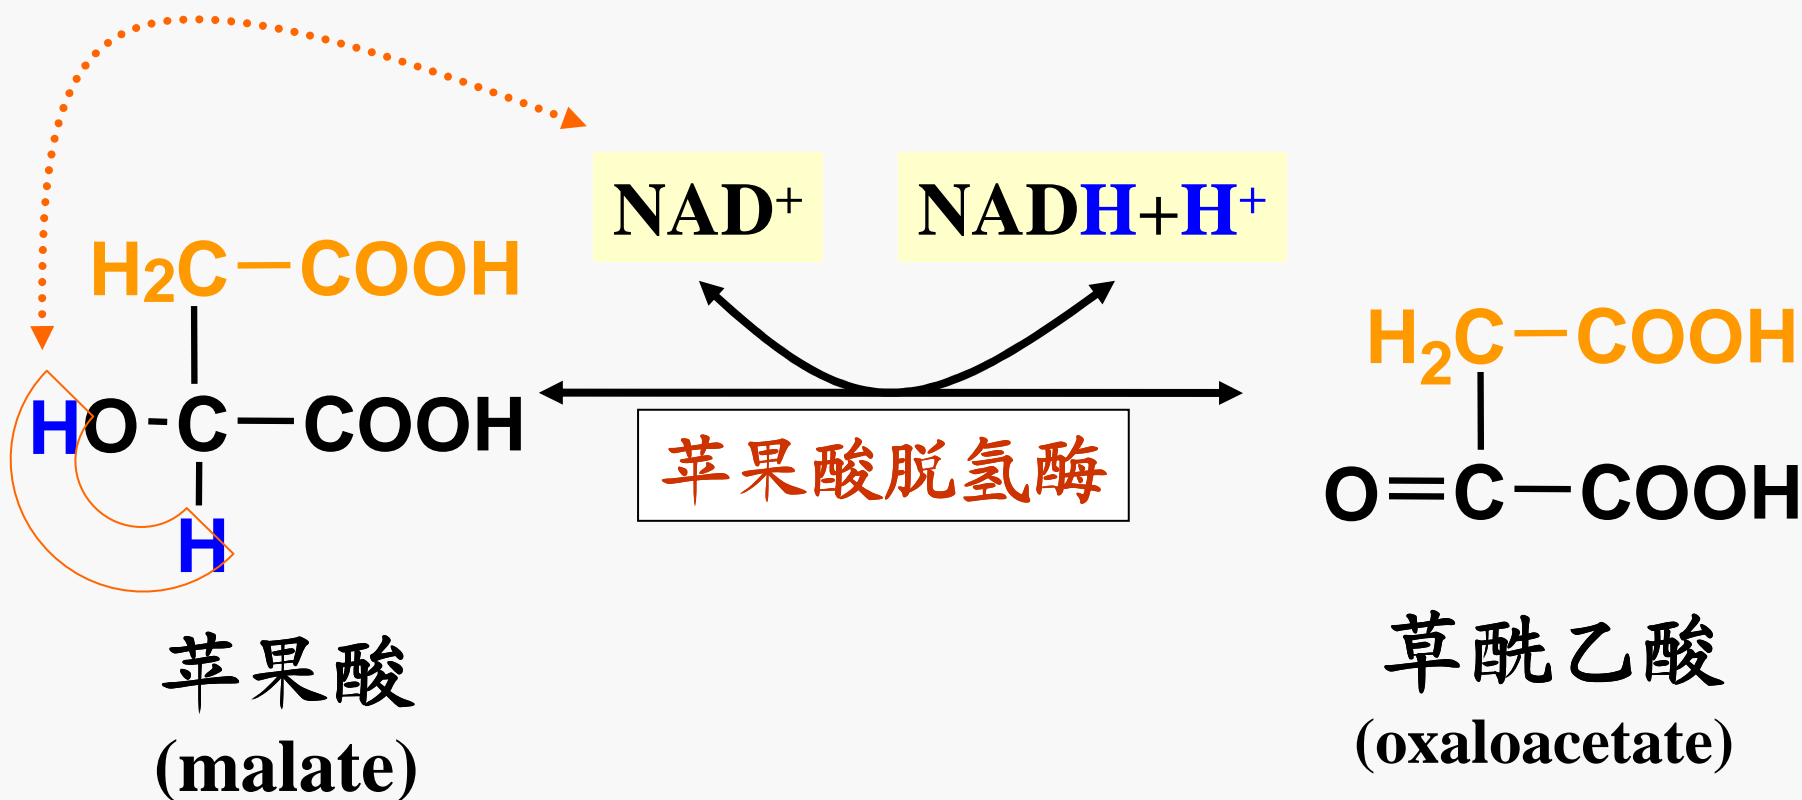 NAD⁺ NADH+H⁺
H₂C－COOH
HO-C－COOH
H
苹果酸脱氢酶
H₂C－COOH
O=C－COOH
苹果酸
(malate)
草酰乙酸
(oxaloacetate)